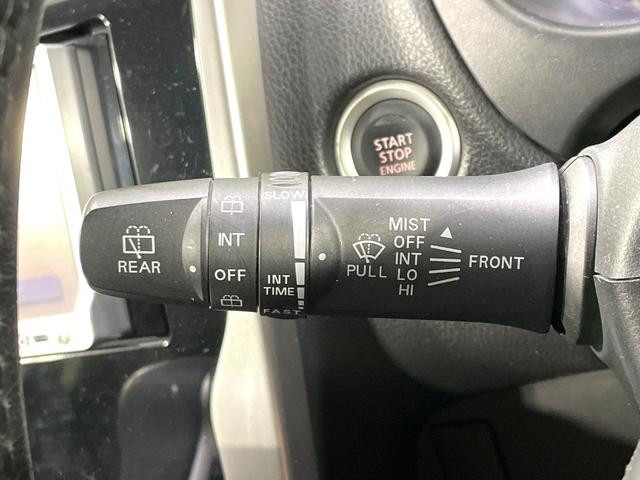 START
STOP
ENGINE
REAR
INT
OFF
SLOW
INT
TIME
FAST
PULL
MIST
OFF
INT
LO
HI
FRONT